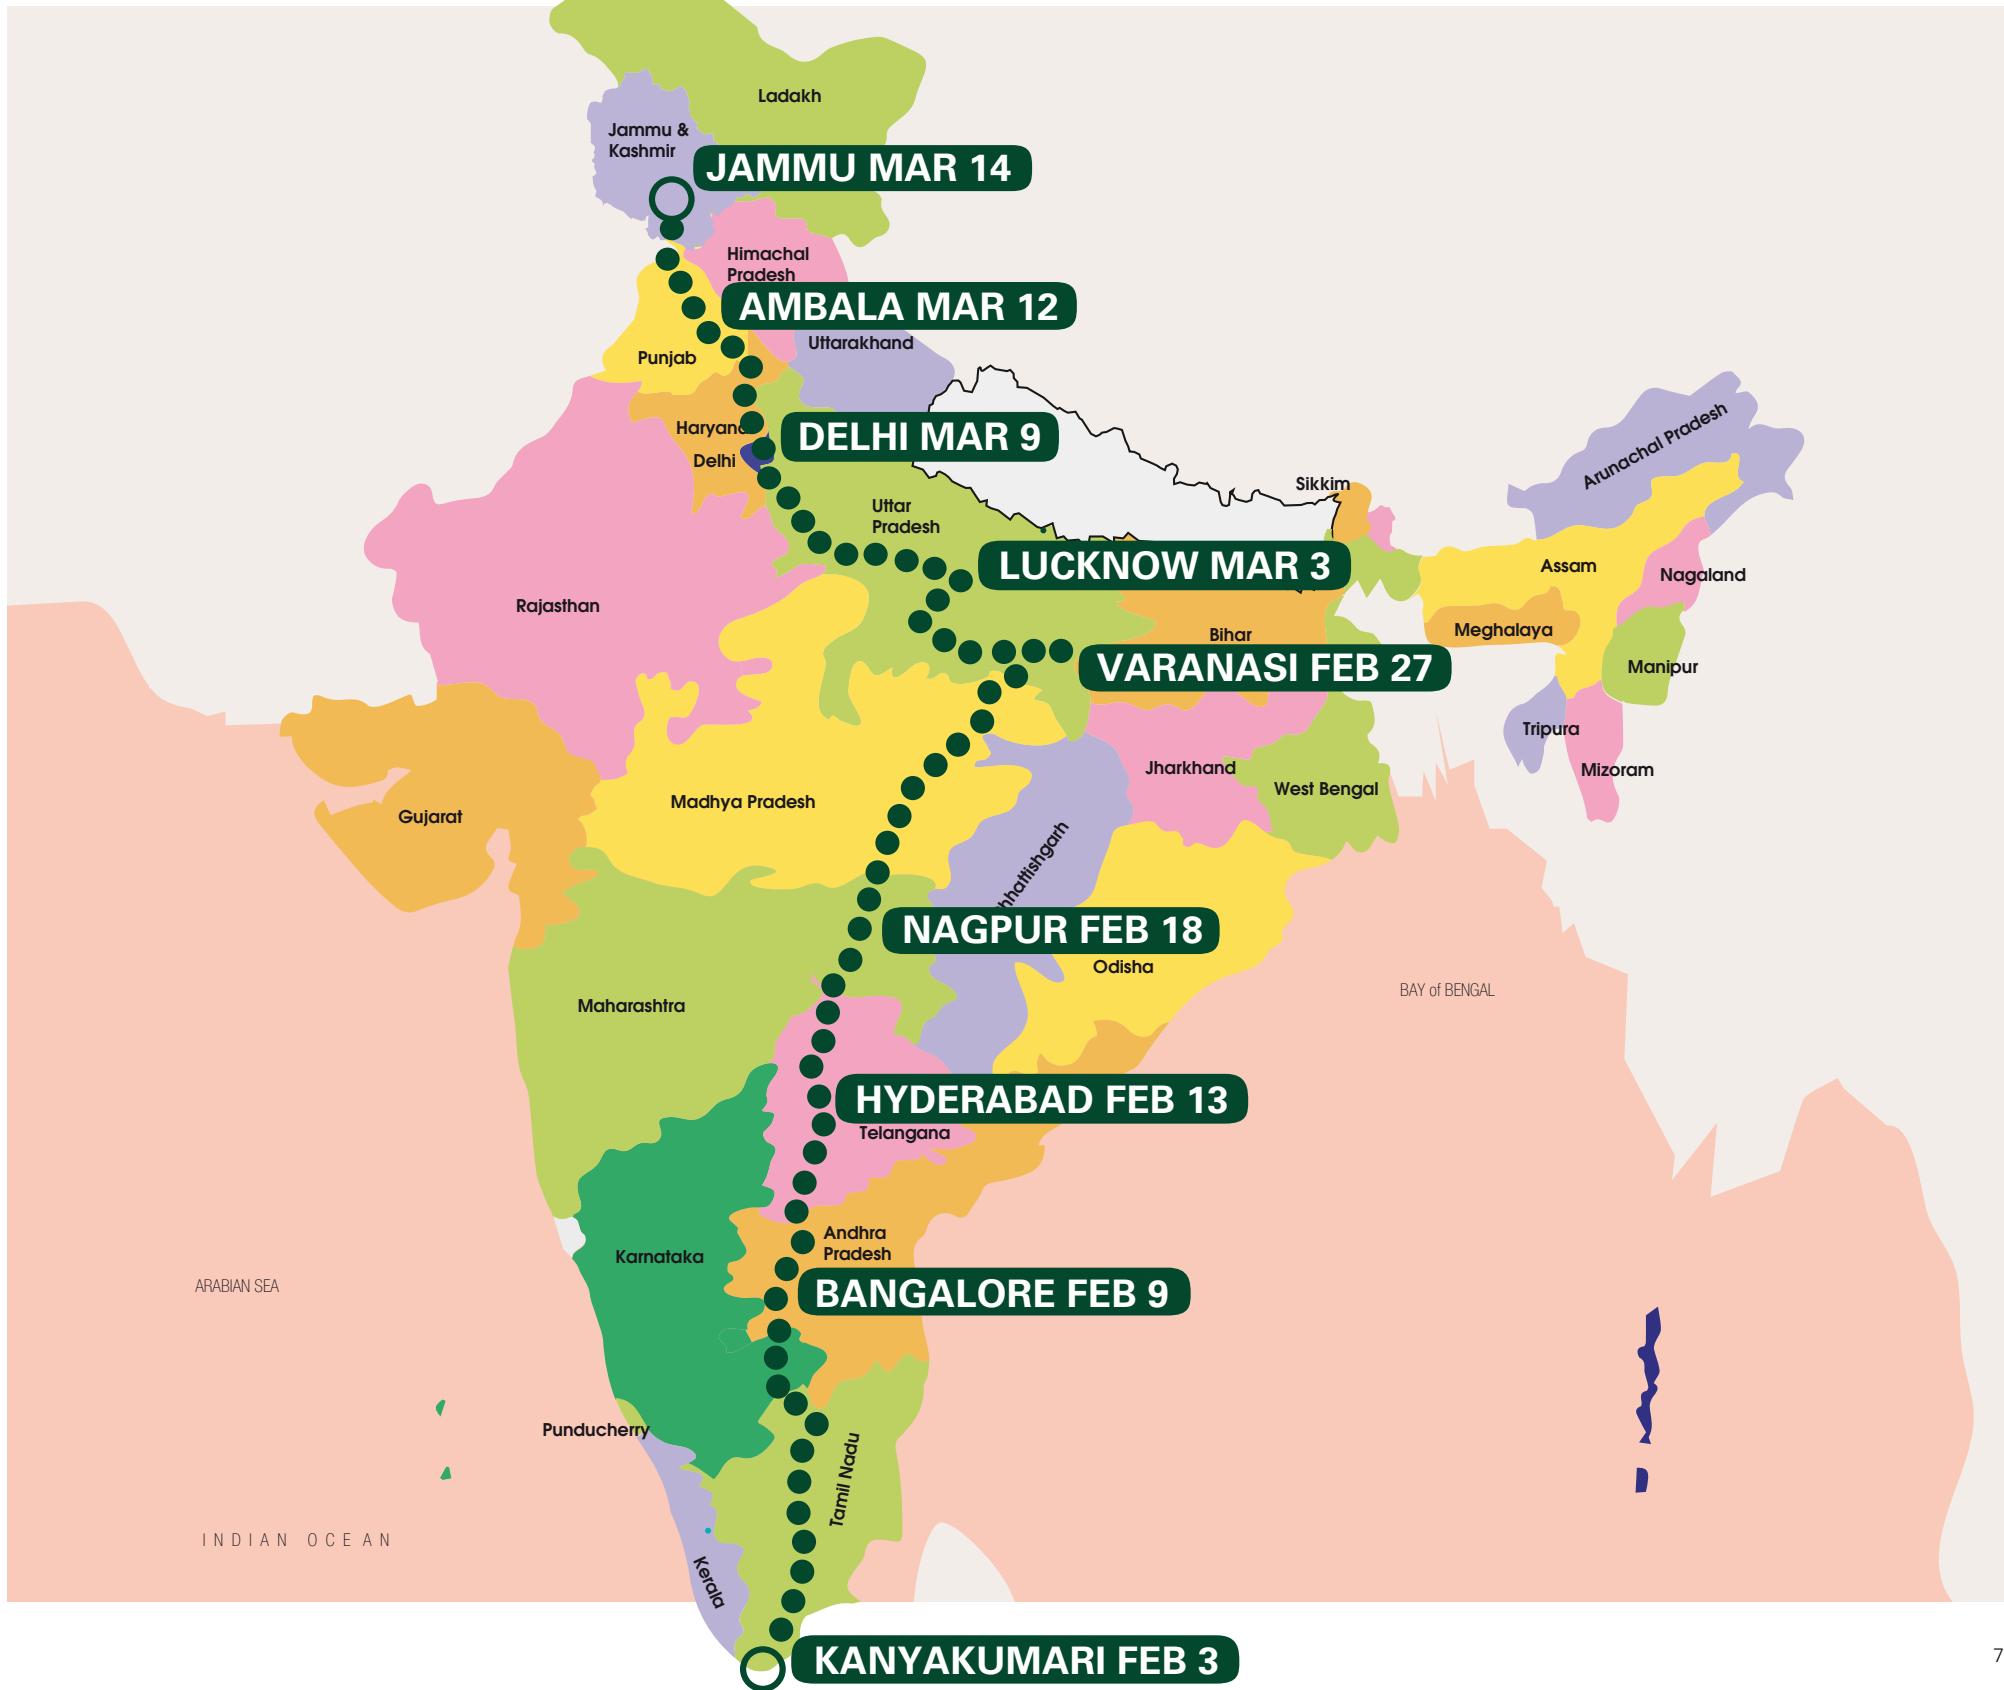 Ladakh
Jammu &
Kashmir
JAMMU MAR 14
Himachal
Pradesh
AMBALA MAR 12
Uttarakhand
Punjab
Haryana
DELHI MAR 9
Delhi
Arunachal Pradesh
Sikkim
Uttar
Pradesh
LUCKNOW MAR 3
Assam
Nagaland
Rajasthan
Meghalaya
Bihar
VARANASI FEB 27
Manipur
Tripura
Jharkhand
Mizoram
West Bengal
Madhya Pradesh
Gujarat
hhattishgarh
NAGPUR FEB 18
Odisha
BAY of BENGAL
Maharashtra
HYDERABAD FEB 13
Telangana
Andhra
Pradesh
Karnataka
ARABIAN SEA
BANGALORE FEB 9
Punducherry
Tamil Nadu
INDIAN OCEAN
Kerala
KANYAKUMARI FEB 3
7